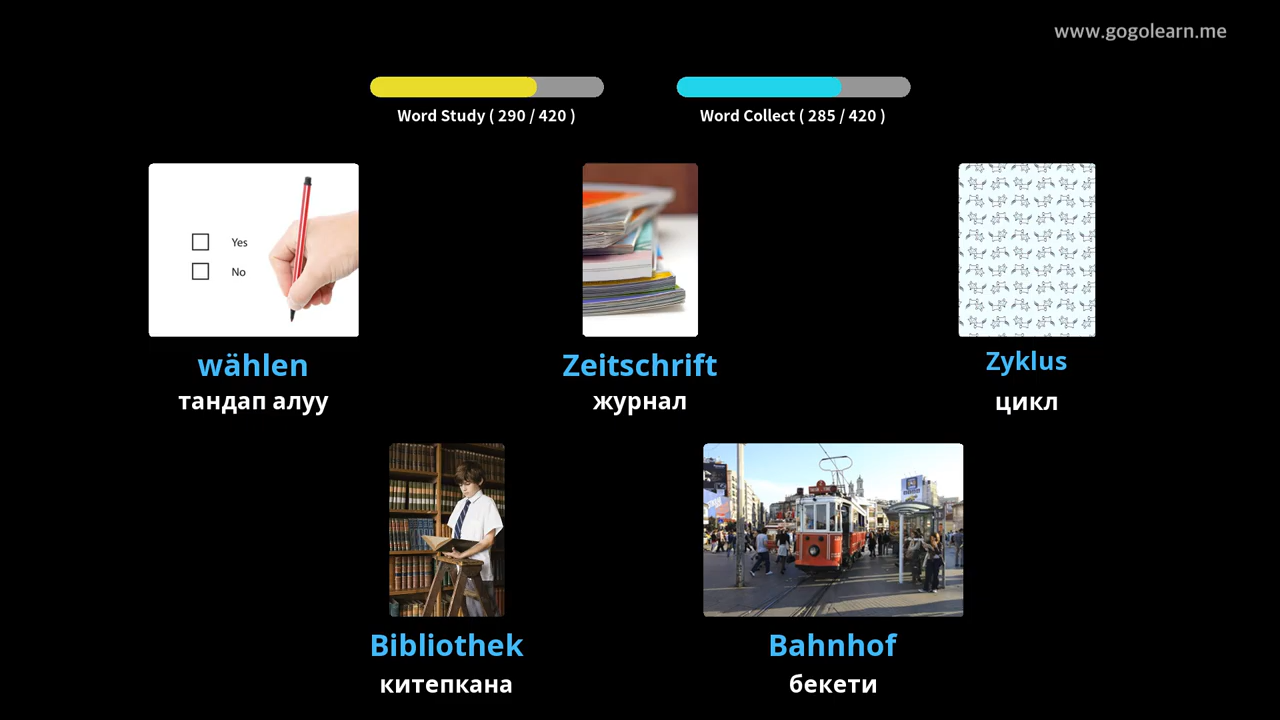 www.gogolearn.me
Word Study ( 290 / 420 )
Word Collect ( 285 / 420 )
Yes
No
wählen
тандап алуу
Zeitschrift
журнал
Zyklus
цикл
Bibliothek
китепкана
Bahnhof
бекети